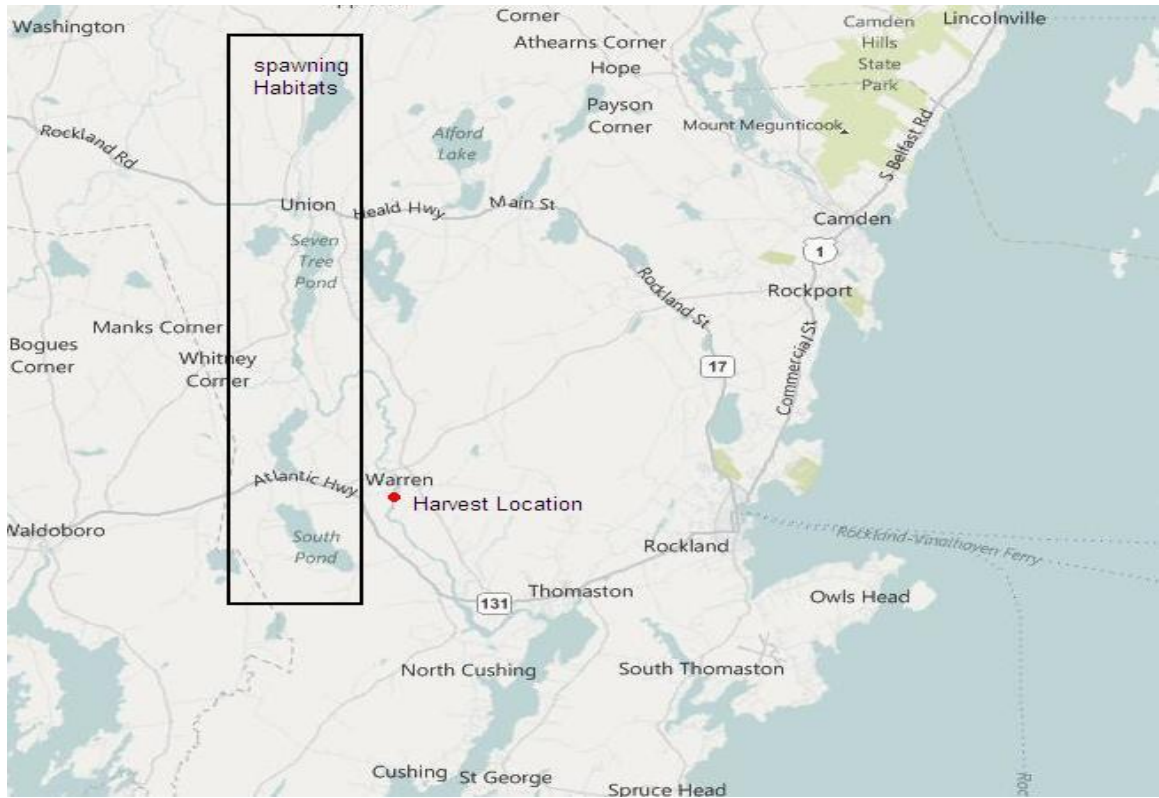 Corner
Lincolnville
Washington
Camden
Hills
State
Park
Athearns Corner
Hope
spawning
Habitats
Payson
Corner
Mount Megunticook
Alford
Lake
Rockland Rd
S Belfast Rd
Union
Heald Hwy
Main St
Camden
Seven
Tree
Pond
1
Rockland St
Rockport
Manks Corner
Bogues
Corner
Whitney
Corner
17
Commercial St
Atlantic Hwy
Warren
Harvest Location
Waldoboro
South
Pond
Rockland
Rockland-Vinalhaven Ferry
Thomaston
131
Owls Head
North Cushing
South Thomaston
Cushing
St George
Spruce Head